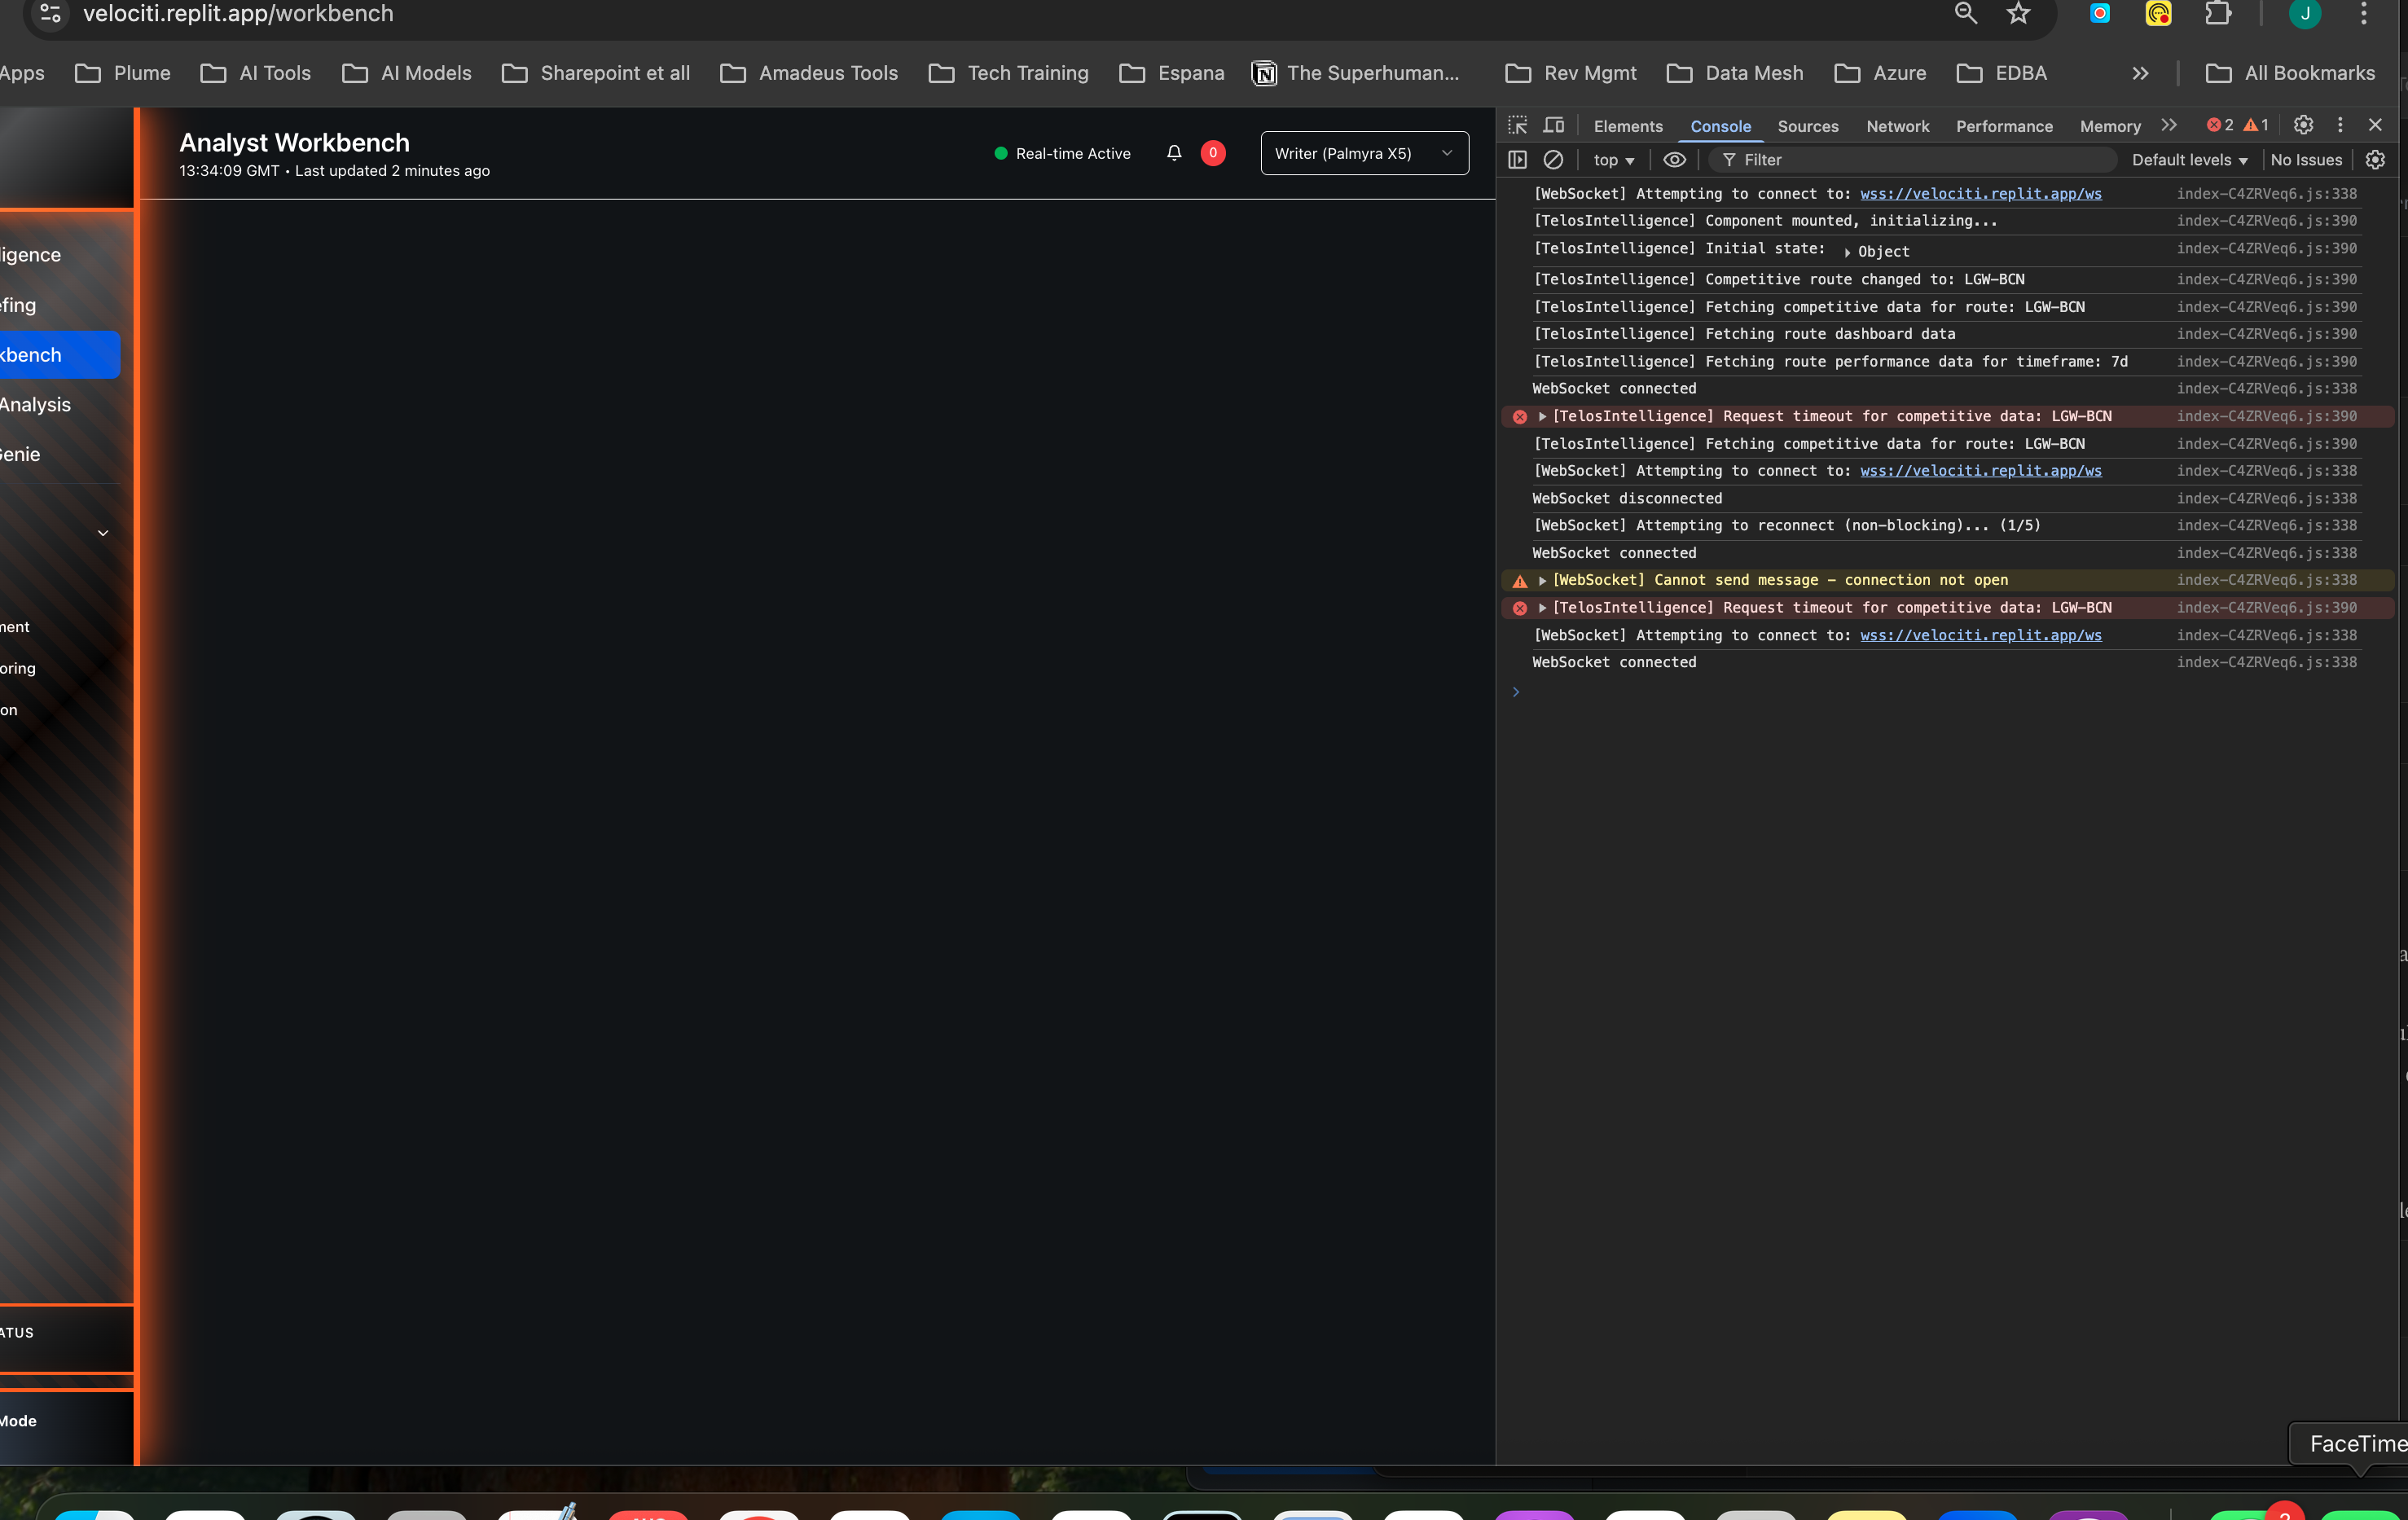 velociti.replit.app/workbench
J
Apps
Plume
AI Tools
AI Models
Sharepoint et all
Amadeus Tools
Tech Training
Espana
The Superhuman...
Rev Mgmt
Data Mesh
Azure
EDBA
All Bookmarks
ligence
fing
kbench
Analysis
Genie
ment
oring
on
ATUS
Mode
Analyst Workbench
13:34:09 GMT • Last updated 2 minutes ago
Real-time Active
0
Writer (Palmyra X5)
Elements
Console
Sources
Network
Performance
Memory
2
1
top
Filter
Default levels
No Issues
[WebSocket] Attempting to connect to: wss://velociti.replit.app/ws index-C4ZRVeq6.js:338
[TelosIntelligence] Component mounted, initializing... index-C4ZRVeq6.js:390
[TelosIntelligence] Initial state: Object index-C4ZRVeq6.js:390
[TelosIntelligence] Competitive route changed to: LGW-BCN index-C4ZRVeq6.js:390
[TelosIntelligence] Fetching competitive data for route: LGW-BCN index-C4ZRVeq6.js:390
[TelosIntelligence] Fetching route dashboard data index-C4ZRVeq6.js:390
[TelosIntelligence] Fetching route performance data for timeframe: 7d index-C4ZRVeq6.js:390
WebSocket connected index-C4ZRVeq6.js:338
[TelosIntelligence] Request timeout for competitive data: LGW-BCN index-C4ZRVeq6.js:390
[TelosIntelligence] Fetching competitive data for route: LGW-BCN index-C4ZRVeq6.js:390
[WebSocket] Attempting to connect to: wss://velociti.replit.app/ws index-C4ZRVeq6.js:338
WebSocket disconnected index-C4ZRVeq6.js:338
[WebSocket] Attempting to reconnect (non-blocking)... (1/5) index-C4ZRVeq6.js:338
WebSocket connected index-C4ZRVeq6.js:338
[WebSocket] Cannot send message - connection not open index-C4ZRVeq6.js:338
[TelosIntelligence] Request timeout for competitive data: LGW-BCN index-C4ZRVeq6.js:390
[WebSocket] Attempting to connect to: wss://velociti.replit.app/ws index-C4ZRVeq6.js:338
WebSocket connected index-C4ZRVeq6.js:338
FaceTime